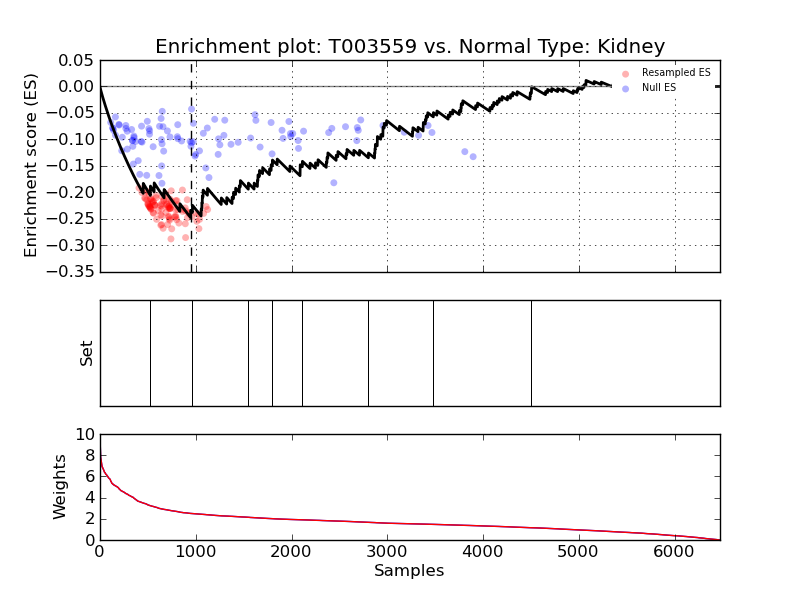 Enrichment plot: T003559 vs. Normal Type: Kidney
Enrichment score (ES)
0.05
0.00
−0.05
−0.10
−0.15
−0.20
−0.25
−0.30
−0.35
Resampled ES
Null ES
Set
Weights
10
8
6
4
2
0
0 1000 2000 3000 4000 5000 6000
Samples